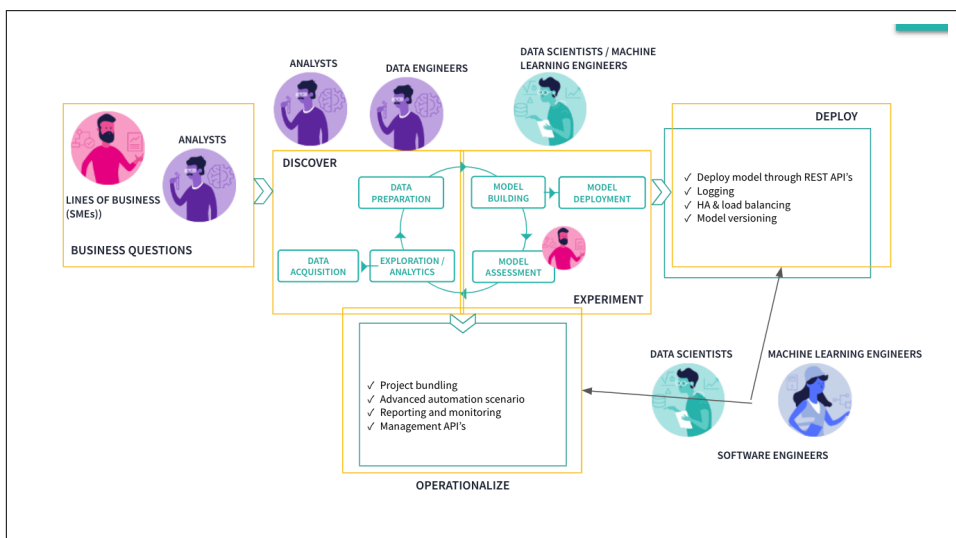 ANALYSTS
DATA ENGINEERS
DATA SCIENTISTS / MACHINE
LEARNING ENGINEERS
ANALYSTS
LINES OF BUSINESS
(SMEs))
BUSINESS QUESTIONS
DISCOVER
DATA
PREPARATION
DATA
ACQUISITION
EXPLORATION /
ANALYTICS
MODEL
BUILDING
MODEL
DEPLOYMENT
MODEL
ASSESSMENT
EXPERIMENT
DEPLOY
✓ Deploy model through REST API's
✓ Logging
✓ HA & load balancing
✓ Model versioning
✓ Project bundling
✓ Advanced automation scenario
✓ Reporting and monitoring
✓ Management API's
OPERATIONALIZE
DATA SCIENTISTS
MACHINE LEARNING ENGINEERS
SOFTWARE ENGINEERS